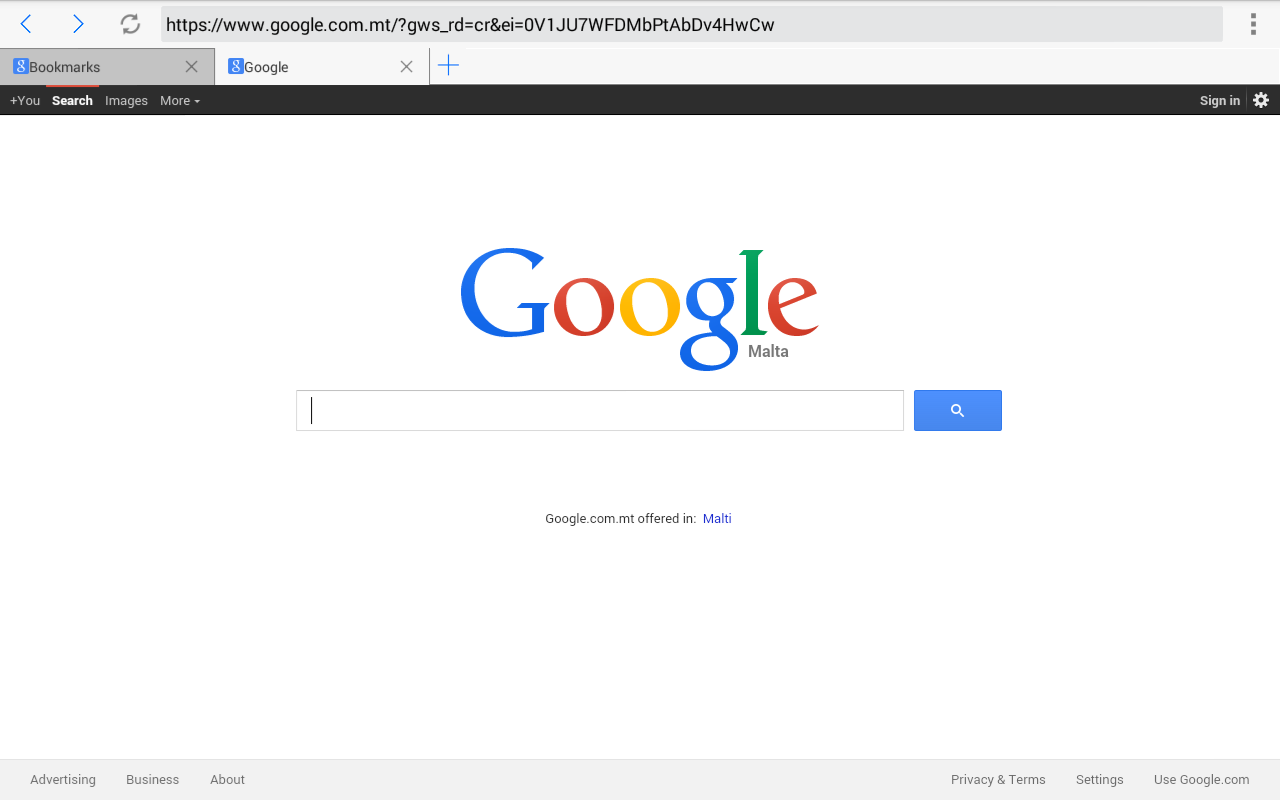 https://www.google.com.mt/?gws_rd=cr&ei=0V1JU7WFDMbPtAbDv4HwCw
Bookmarks Google
+You Search Images More Sign in
Google
Malta
Google.com.mt offered in: Malti
Advertising Business About Privacy & Terms Settings Use Google.com